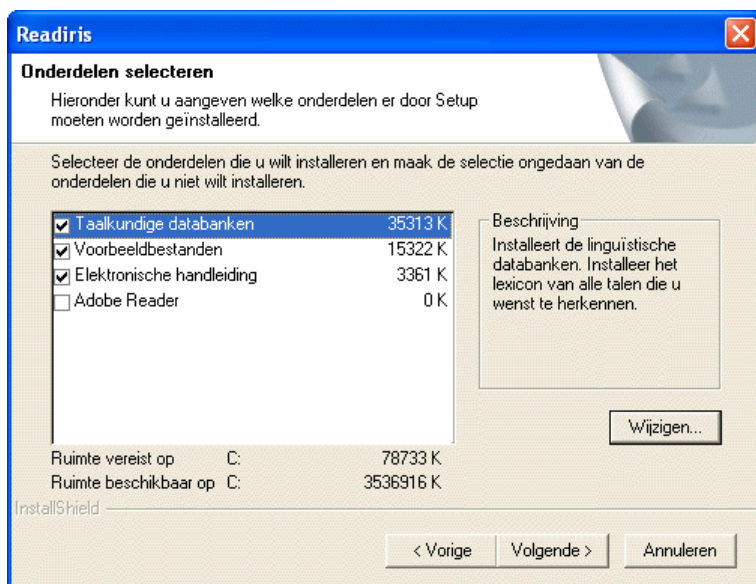 Readiris
Onderdelen selecteren
Hieronder kunt u aangeven welke onderdelen er door Setup
moeten worden geïnstalleerd.
Selecteer de onderdelen die u wilt installeren en maak de selectie ongedaan van de
onderdelen die u niet wilt installeren.
Taalkundige databanken 35313 K
Voorbeeldbestanden 15322 K
Elektronische handleiding 3361 K
Adobe Reader 0 K
Beschrijving
Installeert de linguïstische
databanken. Installeer het
lexicon van alle talen die u
wenst te herkennen.
Wijzigen...
Ruimte vereist op C: 78733 K
Ruimte beschikbaar op C: 3536916 K
InstallShield
< Vorige Volgende > Annuleren